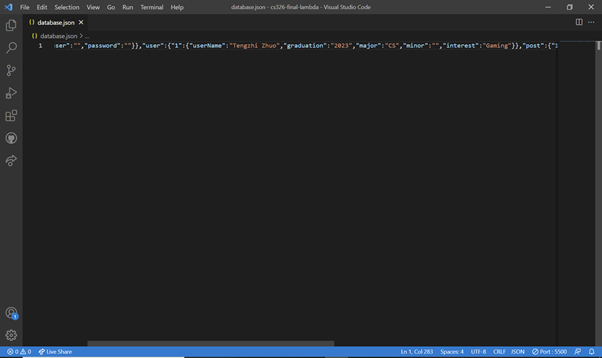 File Edit Selection View Go Run Terminal Help
database.json - cs326-final-lambda - Visual Studio Code
{} database.json ×
{} database.json > ...
1 ser":"","password":""}},"user":{"1":{"userName":"Tengzhi Zhuo","graduation":"2023","major":"CS","minor":"","interest":"Gaming"}},"post":{"1
1
0 0 Live Share Ln 1, Col 283 Spaces: 4 UTF-8 CRLF JSON Port : 5500